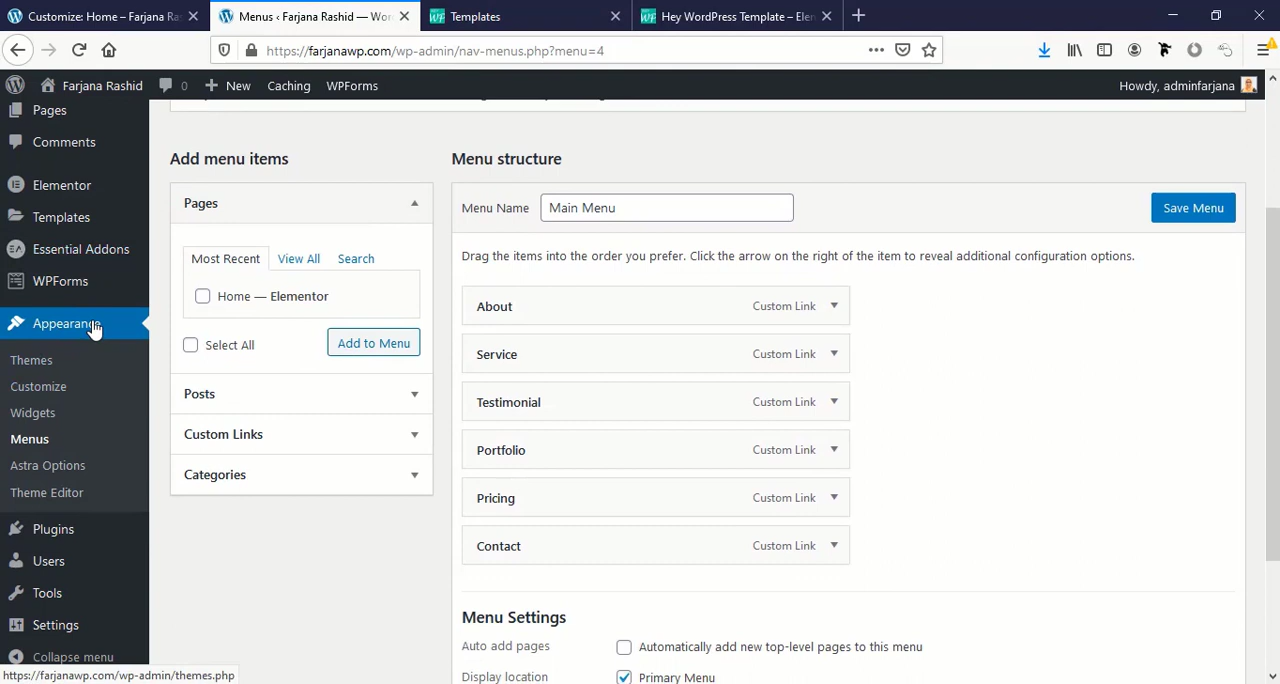 Customize: Home – Farjana Ra
Menus ‹ Farjana Rashid — Wor
Templates
Hey WordPress Template – Elen
https://farjanawp.com/wp-admin/nav-menus.php?menu=4
Farjana Rashid
0
New
Caching
WPForms
Howdy, adminfarjana
Pages
Comments
Elementor
Templates
Essential Addons
WPForms
Appearance
Themes
Customize
Widgets
Menus
Astra Options
Theme Editor
Plugins
Users
Tools
Settings
Collapse menu
https://farjanawp.com/wp-admin/themes.php
Add menu items
Pages
Most Recent
View All
Search
Home — Elementor
Select All
Add to Menu
Posts
Custom Links
Categories
Menu structure
Menu Name
Main Menu
Save Menu
Drag the items into the order you prefer. Click the arrow on the right of the item to reveal additional configuration options.
About
Custom Link
Service
Custom Link
Testimonial
Custom Link
Portfolio
Custom Link
Pricing
Custom Link
Contact
Custom Link
Menu Settings
Auto add pages
Automatically add new top-level pages to this menu
Display location
Primary Menu